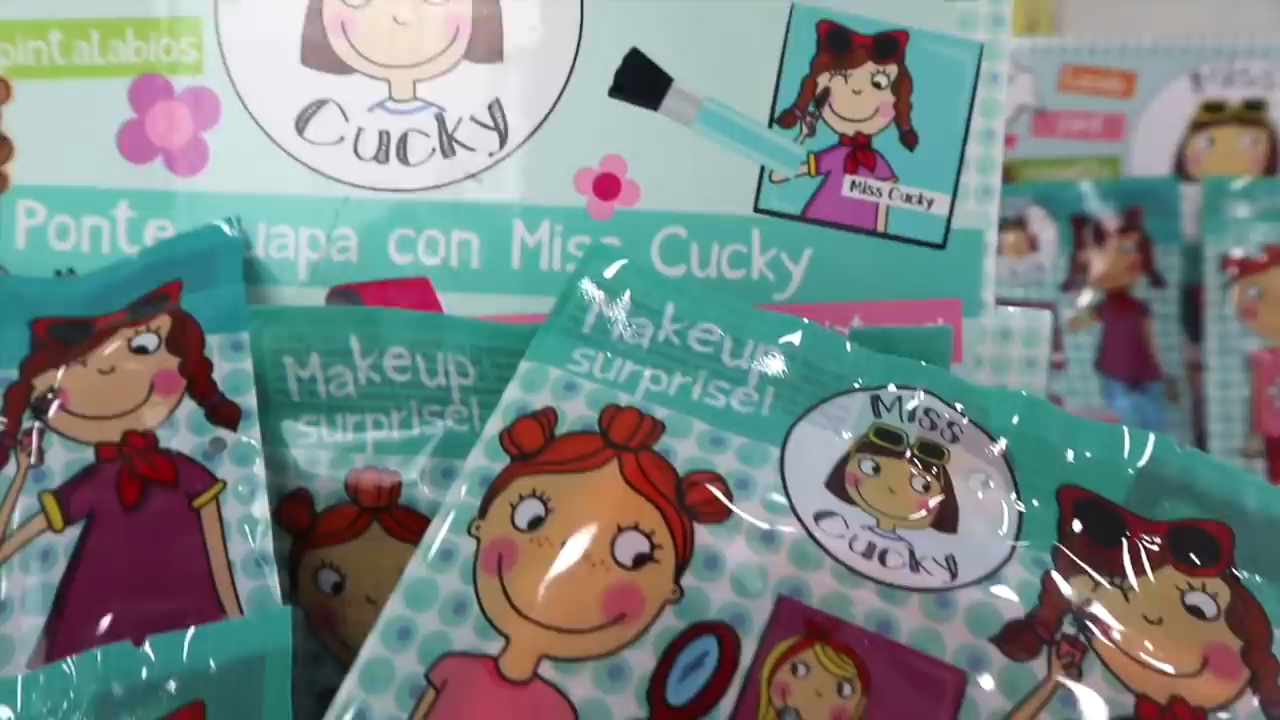 pintalabios
Cucky
Miss Cucky
Ponte guapa con Miss Cucky
Makeup
surprise!
Makeup
surprise!
Miss
Cucky